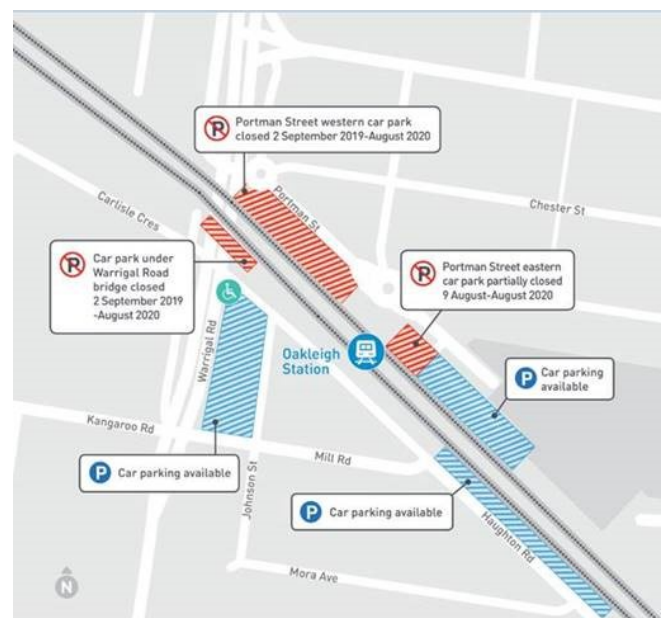 Portman Street western car park
closed 2 September 2019-August 2020
Carlisle Cres
Portman St
Chester St
Car park under
Warrigal Road
bridge closed
2 September 2019
-August 2020
Portman Street eastern
car park partially closed
9 August-August 2020
Warrigal Rd
Oakleigh
Station
P Car parking
available
Kangaroo Rd
P Car parking available
Johnson St
Mill Rd
P Car parking available
Haughton Rd
Mora Ave
N